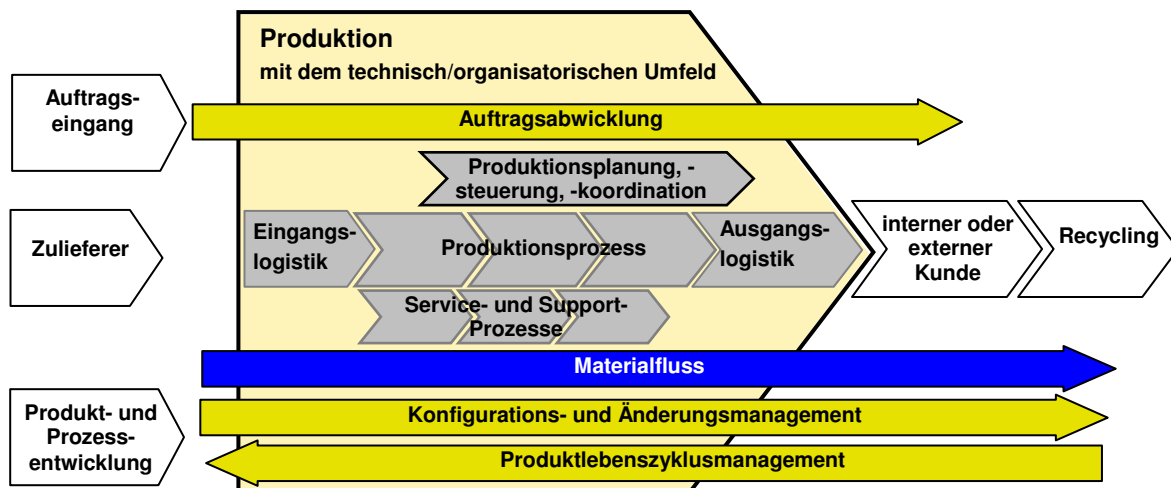 Produktion
mit dem technisch/organisatorischen Umfeld
Auftrags-
eingang
Auftragsabwicklung
Produktionsplanung, -
steuerung, -koordination
Zulieferer
Eingangs-
logistik
Produktionsprozess
Ausgangs-
logistik
interner oder
externer
Kunde
Recycling
Service- und Support-
Prozesse
Materialfluss
Produkt- und
Prozess-
entwicklung
Konfigurations- und Änderungsmanagement
Produktlebenszyklusmanagement